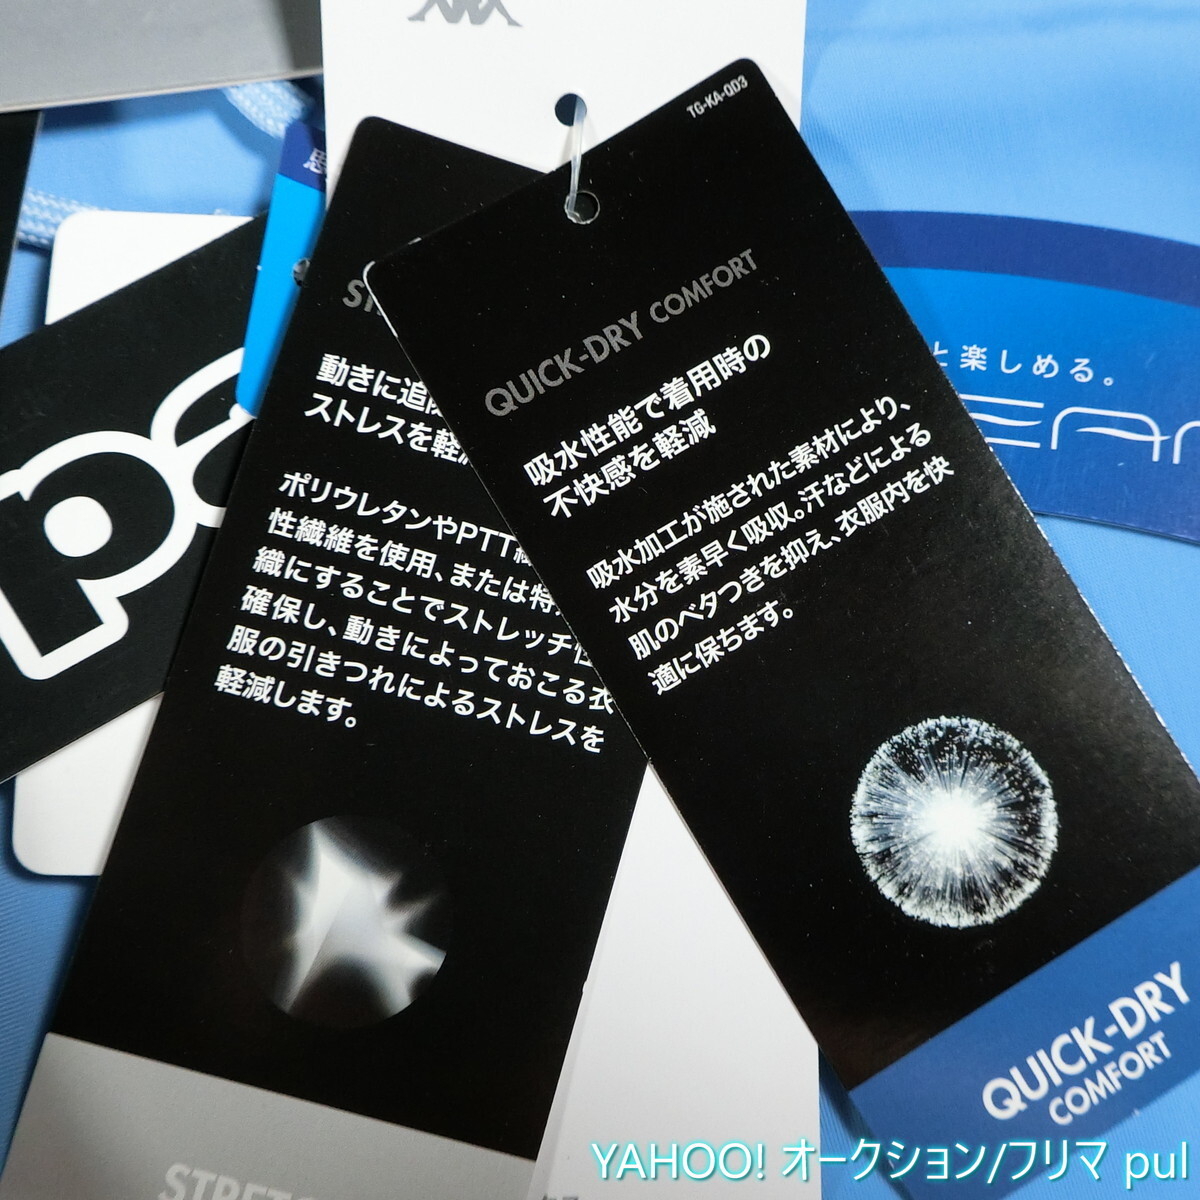 TG-KA-QD3
QUICK-DRY COMFORT
吸水性能で着用時の
不快感を軽減
吸水加工が施された素材により、
水分を素早く吸収。汗などによる
肌のベタつきを抑え、衣服内を快
適に保ちます。
QUICK-DRY
COMFORT
動きに追
ストレスを軽
ポリウレタンやPTT
性繊維を使用、または特
織にすることでストレッチ性
確保し、動きによっておこる衣
服の引きつれによるストレスを
軽減します。
と楽しめる。
YAHOO! オークション/フリマ pul